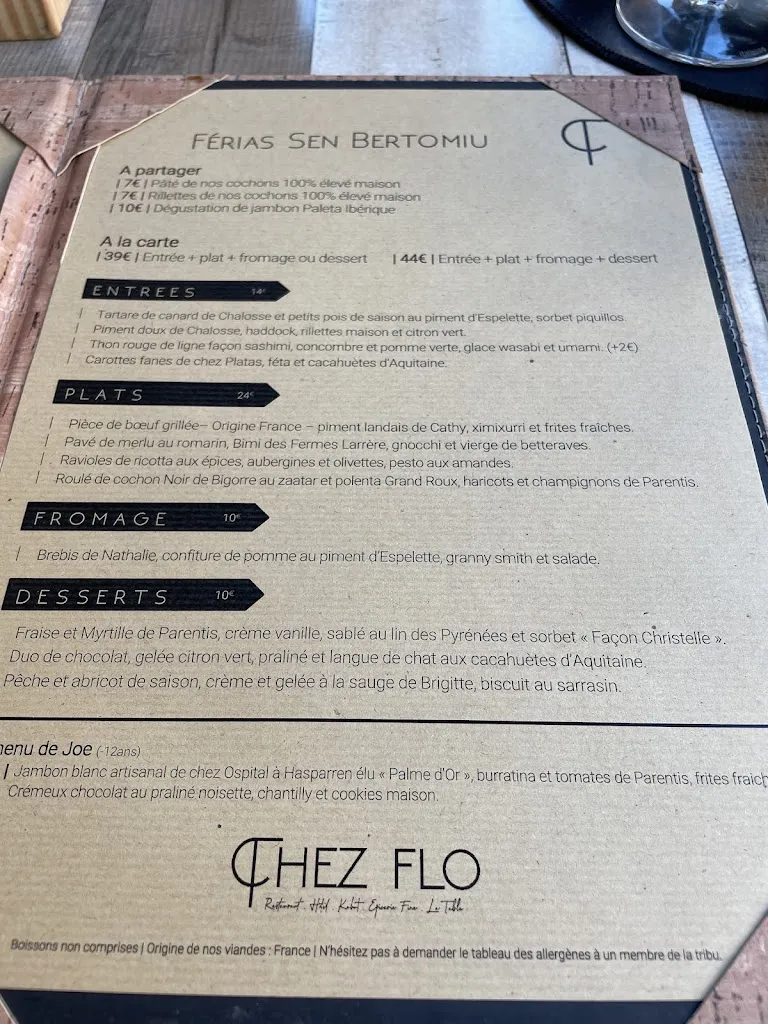 FÉRIAS SEN BERTOMIU
A partager
| 7€ | Pâté de nos cochons 100% élevé maison
| 7€ | Rillettes de nos cochons 100% élevé maison
| 10€ | Dégustation de jambon Paleta Ibérique
A la carte
| 39€ | Entrée + plat + fromage ou dessert | 44€ | Entrée + plat + fromage + dessert
ENTREES 14€
| Tartare de canard de Chalosse et petits pois de saison au piment d'Espelette, sorbet piquillos.
| Piment doux de Chalosse, haddock, rillettes maison et citron vert.
| Thon rouge de ligne façon sashimi, concombre et pomme verte, glace wasabi et umami. (+2€)
| Carottes fanes de chez Platas, féta et cacahuètes d'Aquitaine.
PLATS 24€
| Pièce de bœuf grillée– Origine France – piment landais de Cathy, ximixurri et frites fraîches.
| Pavé de merlu au romarin, Bimi des Fermes Larrère, gnocchi et vierge de betteraves.
| Ravioles de ricotta aux épices, aubergines et olivettes, pesto aux amandes.
| Roulé de cochon Noir de Bigorre au zaatar et polenta Grand Roux, haricots et champignons de Parentis.
FROMAGE 10€
| Brebis de Nathalie, confiture de pomme au piment d'Espelette, granny smith et salade.
DESSERTS 10€
Fraise et Myrtille de Parentis, crème vanille, sablé au lin des Pyrénées et sorbet « Façon Christelle ».
Duo de chocolat, gelée citron vert, praliné et langue de chat aux cacahuètes d'Aquitaine.
Pêche et abricot de saison, crème et gelée à la sauge de Brigitte, biscuit au sarrasin.
menu de Joe (-12ans)
| Jambon blanc artisanal de chez Ospital à Hasparren élu « Palme d'Or », burratina et tomates de Parentis, frites fraich
Crémeux chocolat au praliné noisette, chantilly et cookies maison.
CHEZ FLO
Restaurant . Hôtel . Kabot . Epicerie Fine . La Table
Boissons non comprises | Origine de nos viandes : France | N'hésitez pas à demander le tableau des allergènes à un membre de la tribu.